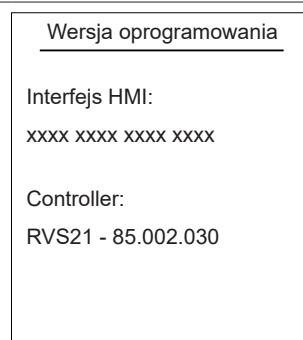 Wersja oprogramowania
Interfejs HMI:
xxxx xxxx xxxx xxxx
Controller:
RVS21 - 85.002.030